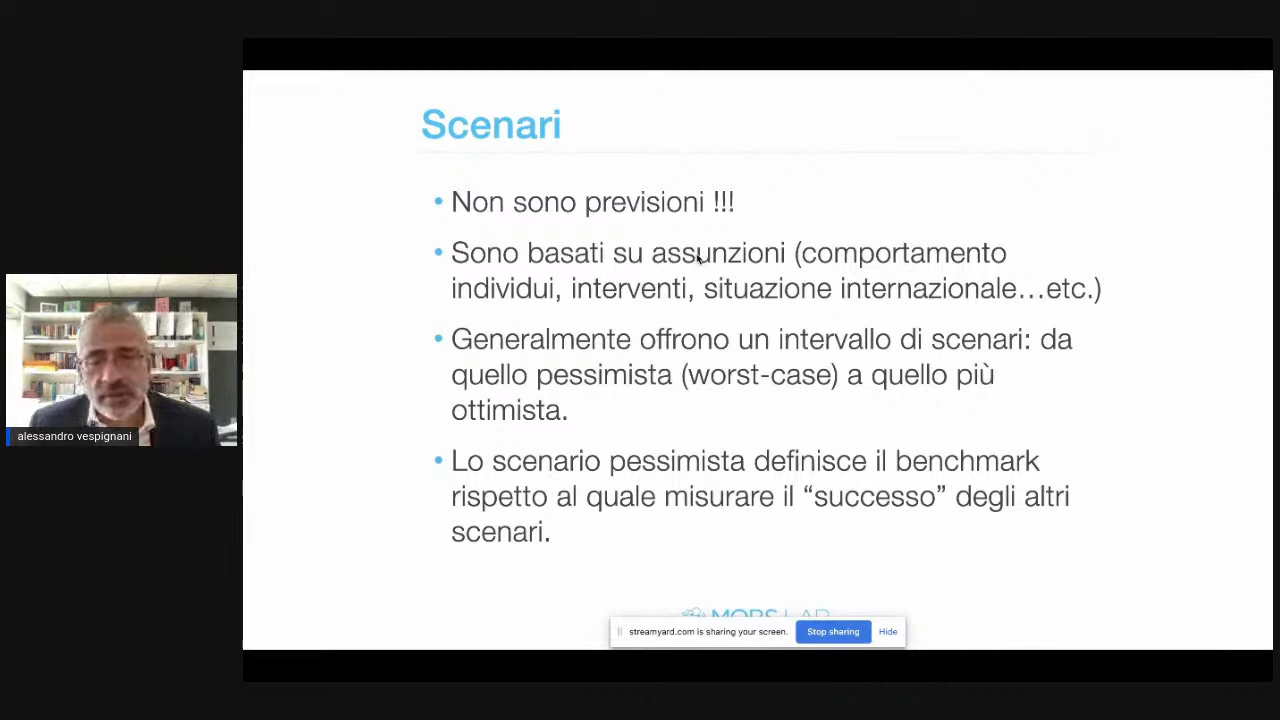 Scenari
• Non sono previsioni !!!
• Sono basati su assunzioni (comportamento
individui, interventi, situazione internazionale…etc.)
• Generalmente offrono un intervallo di scenari: da
quello pessimista (worst-case) a quello più
ottimista.
• Lo scenario pessimista definisce il benchmark
rispetto al quale misurare il “successo” degli altri
scenari.
alessandro vespignani
MOBS LAB
streamyard.com is sharing your screen.
Stop sharing
Hide